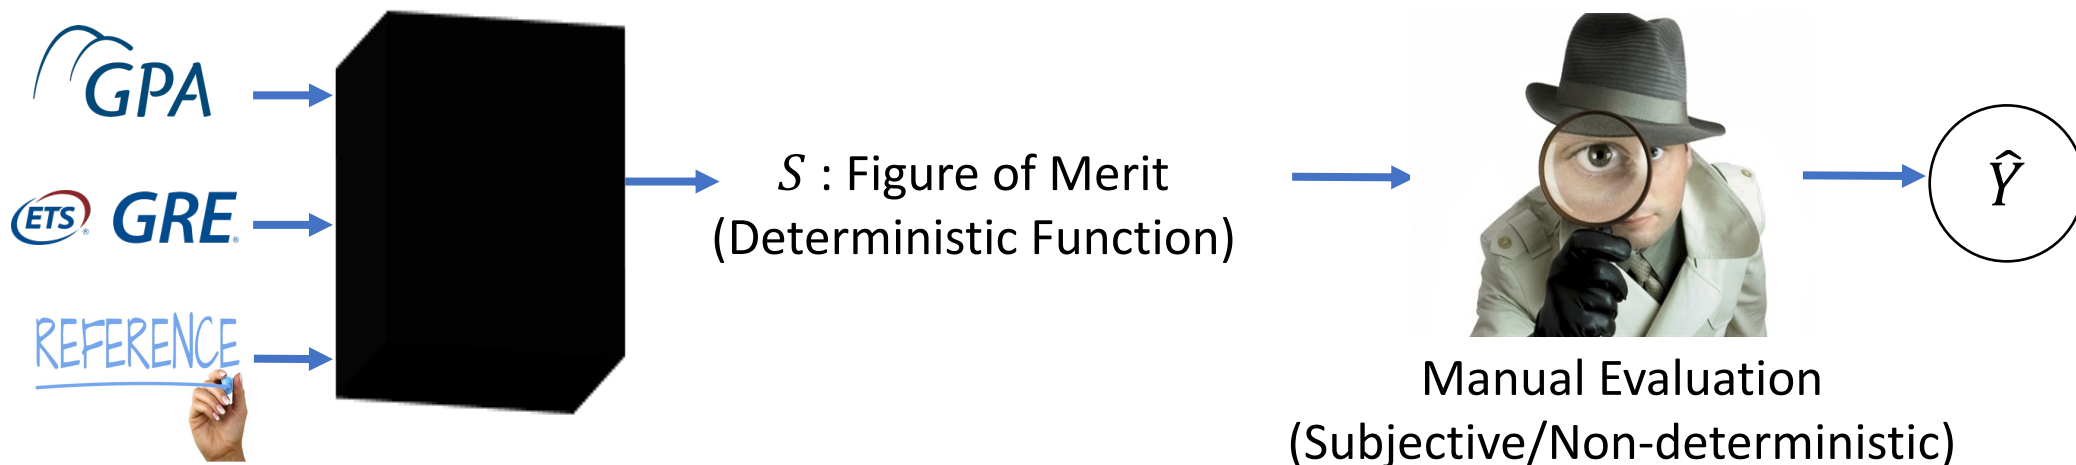 GPA
ETS® GRE®
REFERENCE
S : Figure of Merit
(Deterministic Function)
Manual Evaluation
(Subjective/Non-deterministic)
Ŷ